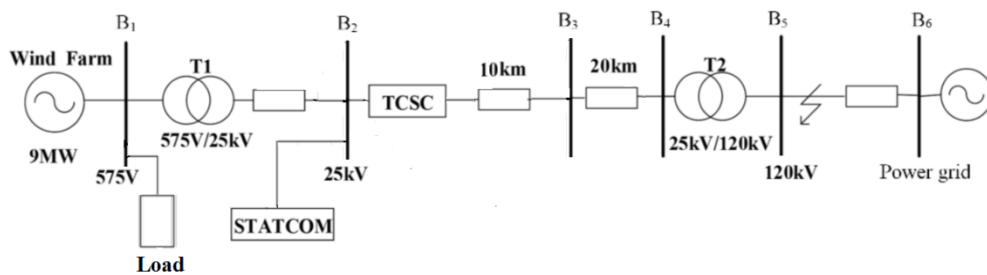 B1
B2
B3
B4
B5
B6
Wind Farm
T1
10km
20km
T2
TCSC
575V/25kV
25kV/120kV
9MW
575V
25kV
120kV
Power grid
STATCOM
Load